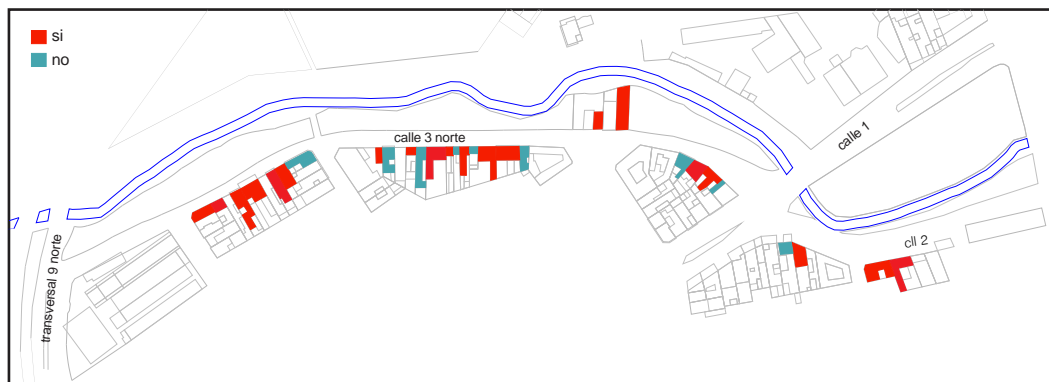 si
no
calle 3 norte
calle 1
cll 2
transversal 9 norte